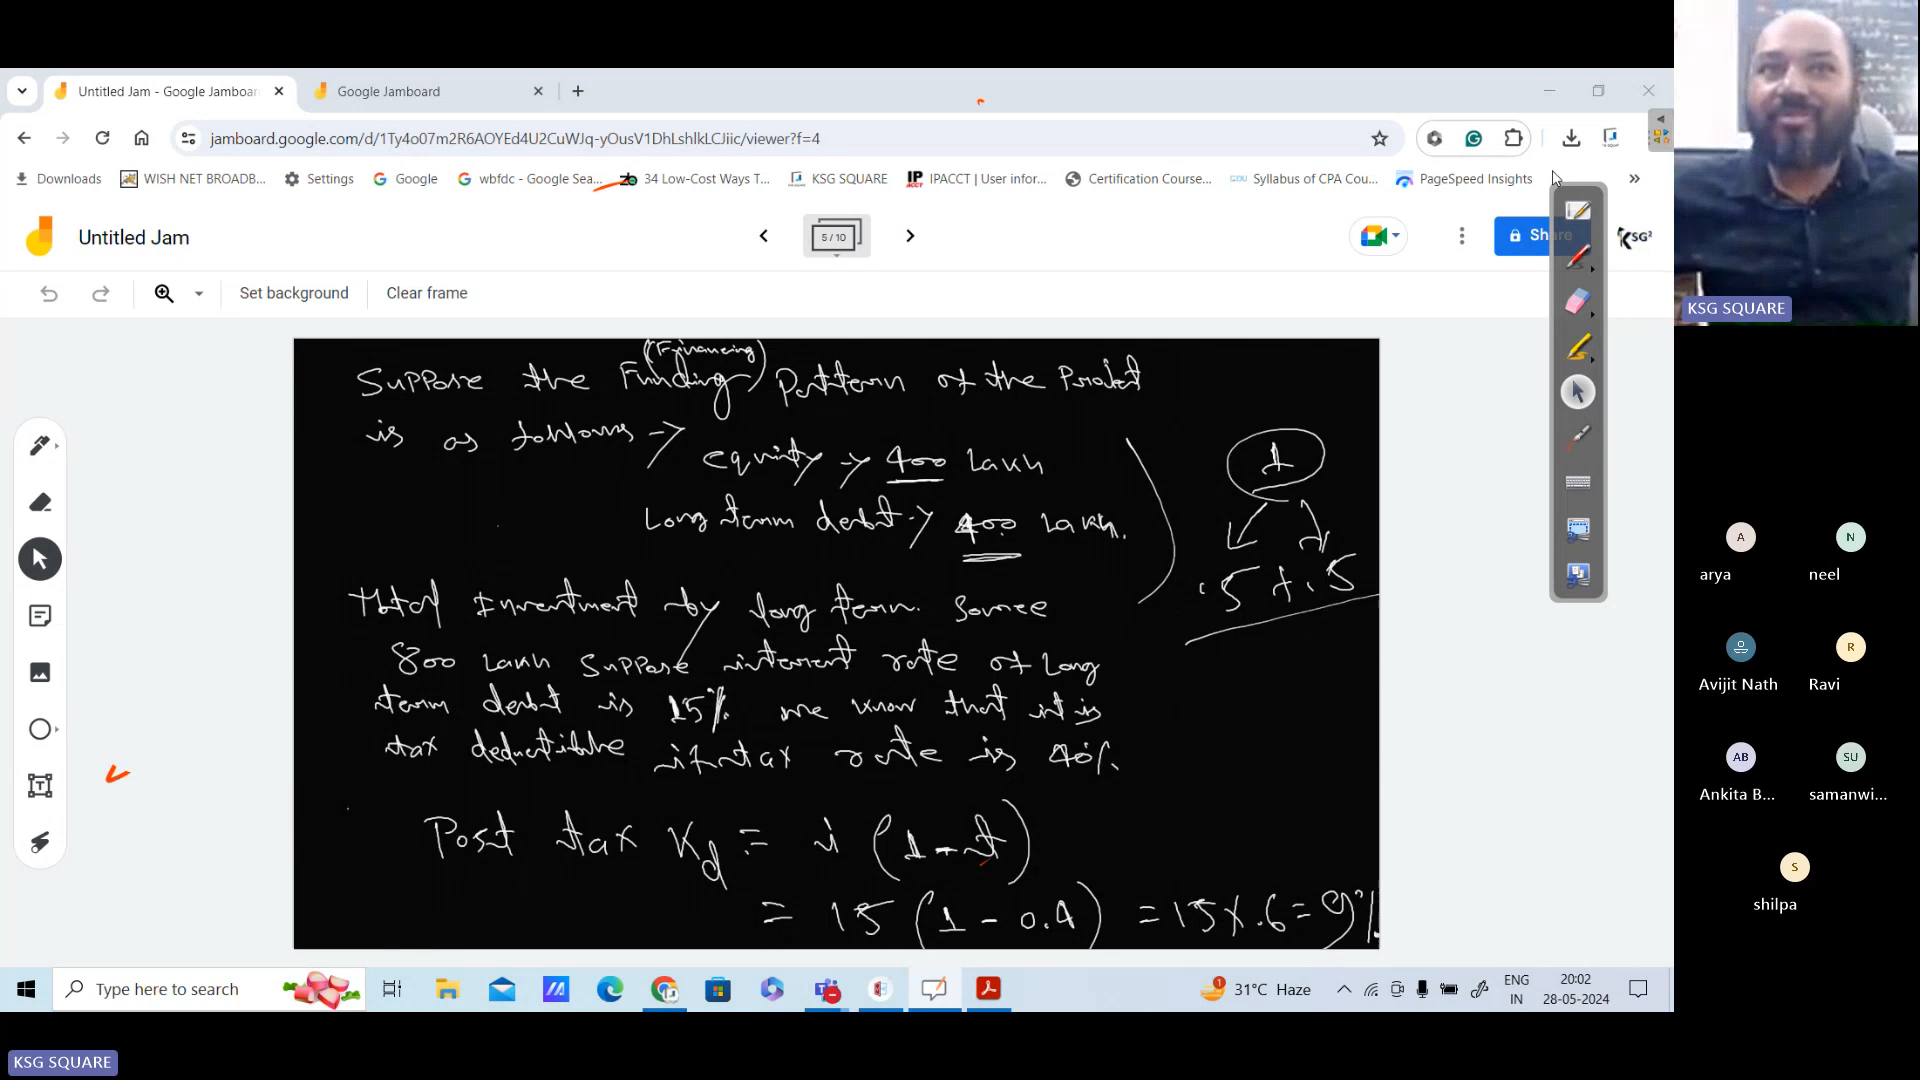 Untitled Jam - Google Jamboar
Google Jamboard
jamboard.google.com/d/1Ty4o07m2R6AOYEd4U2CuWJq-yOusV1DhLshlkLCJiic/viewer?f=4
Downloads
WISH NET BROADB...
Settings
Google
wbfdc - Google Sea...
34 Low-Cost Ways T...
KSG SQUARE
IPACCT | User infor...
Certification Course...
Syllabus of CPA Cou...
PageSpeed Insights
»
Untitled Jam
5 / 10
Share
KSG²
Set background
Clear frame
(Financing)
Suppose the Funding Pattern of the Project
is as follows →
equity → 400 Lakh
Long term debt → 400 Lakh.
1
.5 + .5
Total Investment by long term source
800 Lakh Suppose interest rate of Long
term debt is 15% we know that it is
tax deductible if tax rate is 40%.
Post tax Kd = i (1 - t)
= 15 (1 - 0.4) = 15 X .6 = 9%.
KSG SQUARE
A
arya
N
neel
Avijit Nath
R
Ravi
AB
Ankita B...
SU
samanwi...
S
shilpa
Type here to search
1
31°C Haze
ENG
IN
20:02
28-05-2024
KSG SQUARE